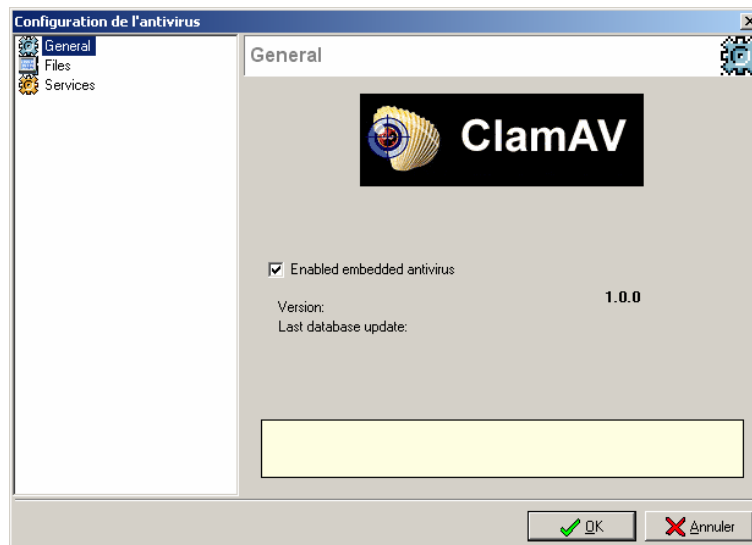 Configuration de l'antivirus
General
Files
Services
General
ClamAV
Enabled embedded antivirus
Version: 1.0.0
Last database update:
OK
Annuler